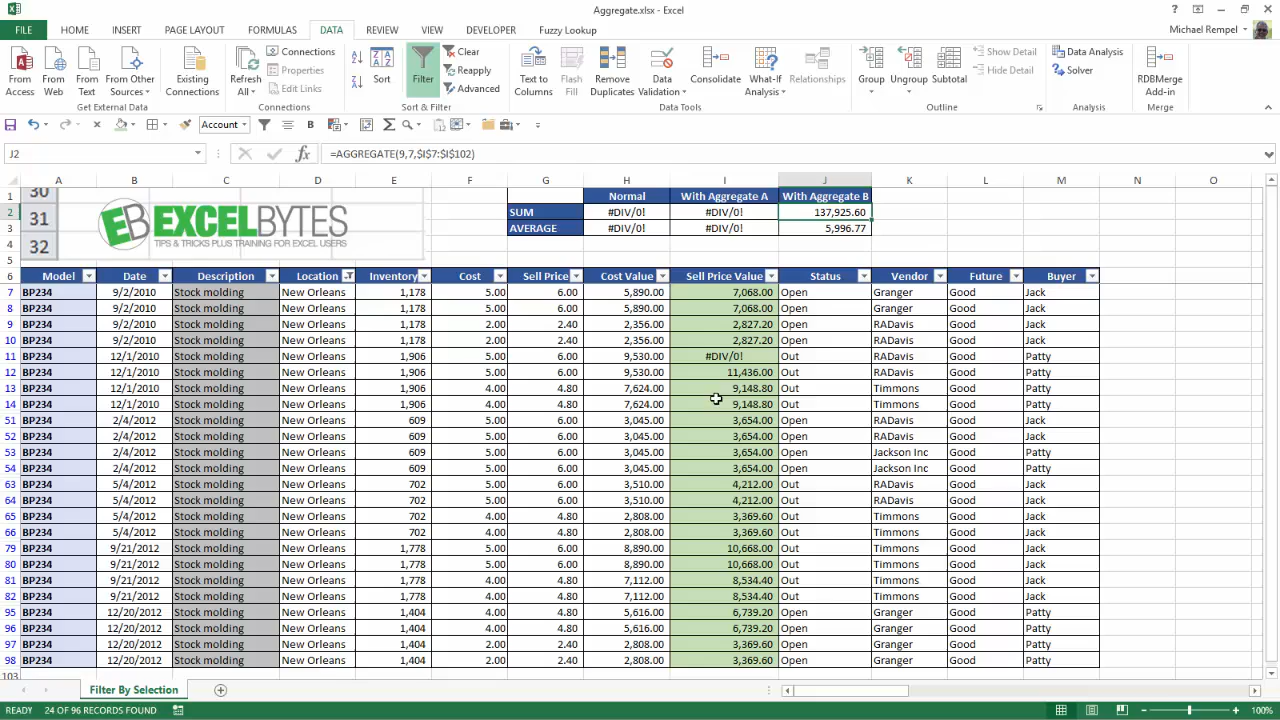 Aggregate.xlsx - Excel
FILE HOME INSERT PAGE LAYOUT FORMULAS DATA REVIEW VIEW DEVELOPER Fuzzy Lookup Michael Rempel
From Access From Web From Text From Other Sources Existing Connections Refresh All Connections Properties Edit Links Sort Filter Clear Reapply Advanced Text to Columns Flash Fill Remove Duplicates Data Validation Consolidate What-If Analysis Relationships Group Ungroup Subtotal Show Detail Hide Detail Data Analysis Solver RDBMerge Add-in
Get External Data Connections Sort & Filter Data Tools Outline Analysis Merge
Account
J2 =AGGREGATE(9,7,$I$7:$I$102)
A B C D E F G H I J K L M N O
1 Normal With Aggregate A With Aggregate B
2 SUM #DIV/0! #DIV/0! 137,925.60
3 AVERAGE #DIV/0! #DIV/0! 5,996.77
4
5
30
31
32
EB EXCELBYTES
TIPS & TRICKS PLUS TRAINING FOR EXCEL USERS
6 Model Date Description Location Inventory Cost Sell Price Cost Value Sell Price Value Status Vendor Future Buyer
7 BP234 9/2/2010 Stock molding New Orleans 1,178 5.00 6.00 5,890.00 7,068.00 Open Granger Good Jack
8 BP234 9/2/2010 Stock molding New Orleans 1,178 5.00 6.00 5,890.00 7,068.00 Open Granger Good Jack
9 BP234 9/2/2010 Stock molding New Orleans 1,178 2.00 2.40 2,356.00 2,827.20 Open RADavis Good Jack
10 BP234 9/2/2010 Stock molding New Orleans 1,178 2.00 2.40 2,356.00 2,827.20 Open RADavis Good Jack
11 BP234 12/1/2010 Stock molding New Orleans 1,906 5.00 6.00 9,530.00 #DIV/0! Out RADavis Good Patty
12 BP234 12/1/2010 Stock molding New Orleans 1,906 5.00 6.00 9,530.00 11,436.00 Out RADavis Good Patty
13 BP234 12/1/2010 Stock molding New Orleans 1,906 4.00 4.80 7,624.00 9,148.80 Out Timmons Good Patty
14 BP234 12/1/2010 Stock molding New Orleans 1,906 4.00 4.80 7,624.00 9,148.80 Out Timmons Good Patty
51 BP234 2/4/2012 Stock molding New Orleans 609 5.00 6.00 3,045.00 3,654.00 Open RADavis Good Jack
52 BP234 2/4/2012 Stock molding New Orleans 609 5.00 6.00 3,045.00 3,654.00 Open RADavis Good Jack
53 BP234 2/4/2012 Stock molding New Orleans 609 5.00 6.00 3,045.00 3,654.00 Open Jackson Inc Good Jack
54 BP234 2/4/2012 Stock molding New Orleans 609 5.00 6.00 3,045.00 3,654.00 Open Jackson Inc Good Jack
63 BP234 5/4/2012 Stock molding New Orleans 702 5.00 6.00 3,510.00 4,212.00 Out RADavis Good Patty
64 BP234 5/4/2012 Stock molding New Orleans 702 5.00 6.00 3,510.00 4,212.00 Out RADavis Good Patty
65 BP234 5/4/2012 Stock molding New Orleans 702 4.00 4.80 2,808.00 3,369.60 Out Timmons Good Patty
66 BP234 5/4/2012 Stock molding New Orleans 702 4.00 4.80 2,808.00 3,369.60 Out Timmons Good Patty
79 BP234 9/21/2012 Stock molding New Orleans 1,778 5.00 6.00 8,890.00 10,668.00 Out Timmons Good Jack
80 BP234 9/21/2012 Stock molding New Orleans 1,778 5.00 6.00 8,890.00 10,668.00 Out Timmons Good Jack
81 BP234 9/21/2012 Stock molding New Orleans 1,778 4.00 4.80 7,112.00 8,534.40 Out Timmons Good Jack
82 BP234 9/21/2012 Stock molding New Orleans 1,778 4.00 4.80 7,112.00 8,534.40 Out Timmons Good Jack
95 BP234 12/20/2012 Stock molding New Orleans 1,404 4.00 4.80 5,616.00 6,739.20 Open Granger Good Patty
96 BP234 12/20/2012 Stock molding New Orleans 1,404 4.00 4.80 5,616.00 6,739.20 Open Granger Good Patty
97 BP234 12/20/2012 Stock molding New Orleans 1,404 2.00 2.40 2,808.00 3,369.60 Open Granger Good Patty
98 BP234 12/20/2012 Stock molding New Orleans 1,404 2.00 2.40 2,808.00 3,369.60 Open Granger Good Patty
103
Filter By Selection
READY 24 OF 96 RECORDS FOUND 100%